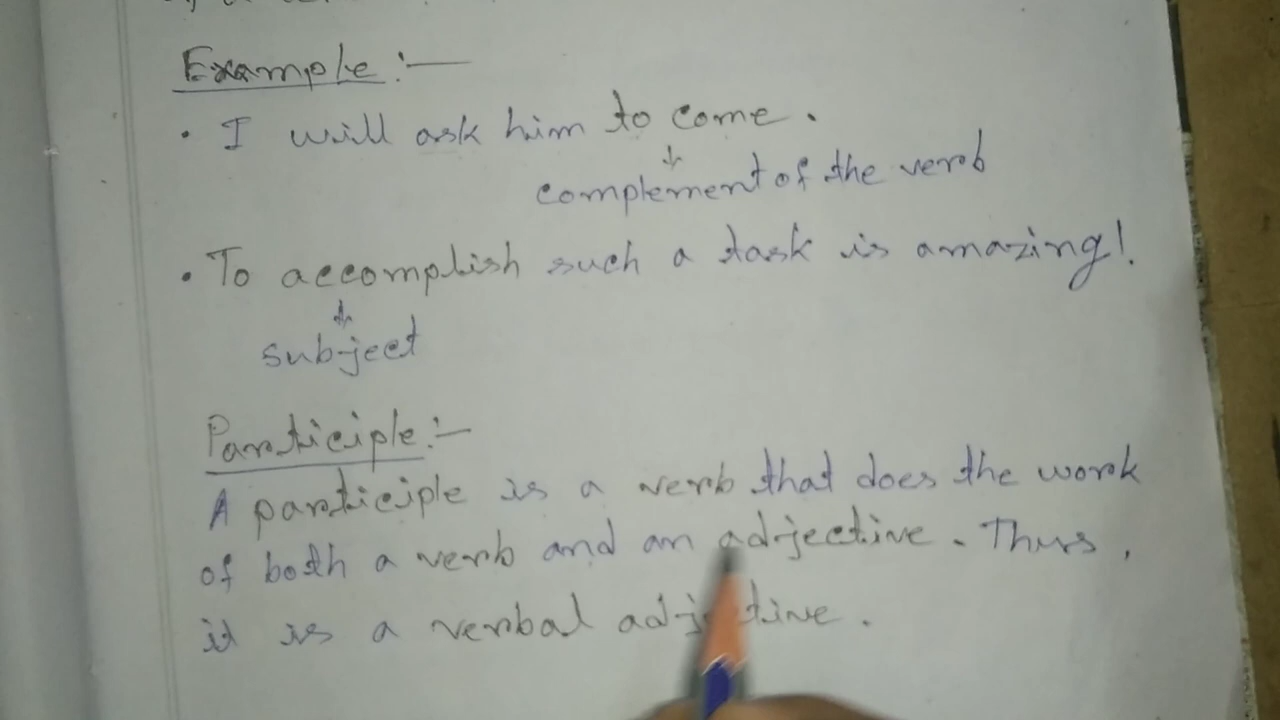 Example :-
• I will ask him to come.
↓
complement of the verb
• To accomplish such a task is amazing!
↓
subject
Participle :-
A participle is a verb that does the work
of both a verb and an adjective. Thus,
it is a verbal adjective.